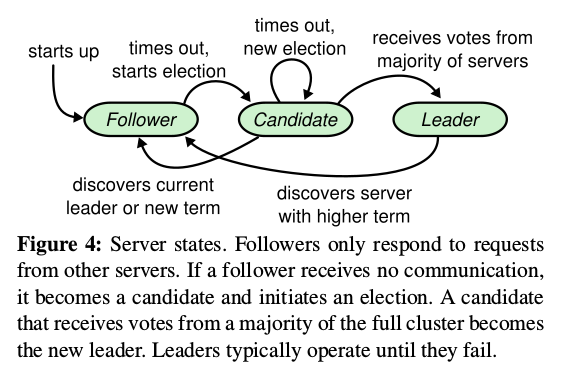 starts up
times out,
starts election
times out,
new election
receives votes from
majority of servers
Follower
Candidate
Leader
discovers current
leader or new term
discovers server
with higher term
Figure 4: Server states. Followers only respond to requests
from other servers. If a follower receives no communication,
it becomes a candidate and initiates an election. A candidate
that receives votes from a majority of the full cluster becomes
the new leader. Leaders typically operate until they fail.